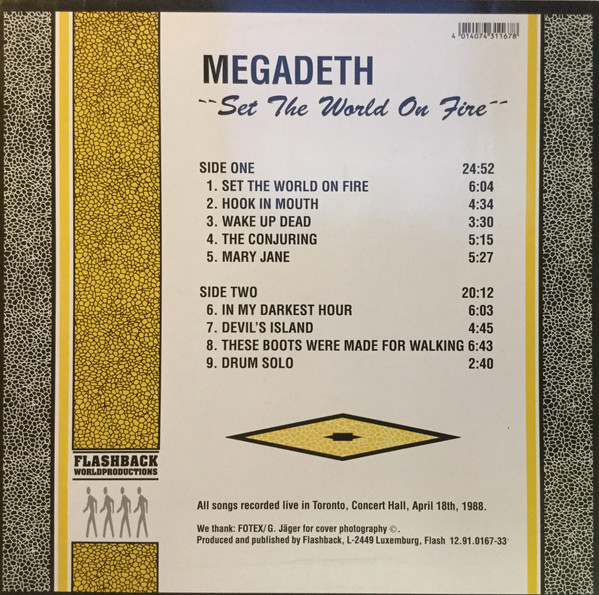 4 014074 311678
MEGADETH
--Set The World On Fire--
SIDE ONE 24:52
1. SET THE WORLD ON FIRE 6:04
2. HOOK IN MOUTH 4:34
3. WAKE UP DEAD 3:30
4. THE CONJURING 5:15
5. MARY JANE 5:27
SIDE TWO 20:12
6. IN MY DARKEST HOUR 6:03
7. DEVIL'S ISLAND 4:45
8. THESE BOOTS WERE MADE FOR WALKING 6:43
9. DRUM SOLO 2:40
FLASHBACK
WORLDPRODUCTIONS
All songs recorded live in Toronto, Concert Hall, April 18th, 1988.
We thank: FOTEX/ G. Jäger for cover photography ©.
Produced and published by Flashback, L-2449 Luxemburg, Flash 12.91.0167-33